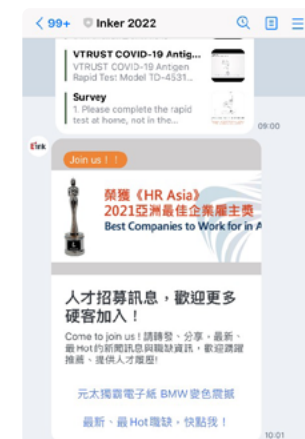 99+ Inker 2022
VTRUST COVID-19 Antig...
VTRUST COVID-19 Antigen
Rapid Test: Model TD-4531...
Survey
1. Please complete the rapid
test at home, not in the...
09:00
Eink
Join us！！
榮獲《HR Asia》
2021亞洲最佳企業雇主獎
Best Companies to Work for in A
人才招募訊息，歡迎更多
硬客加入！
Come to join us！請轉發、分享，最新、
最Hot的新聞訊息與職缺資訊，歡迎踴躍
推薦、提供人才履歷!
元太獨霸電子紙 BMW變色震撼
最新、最Hot職缺，快點我！
10:01